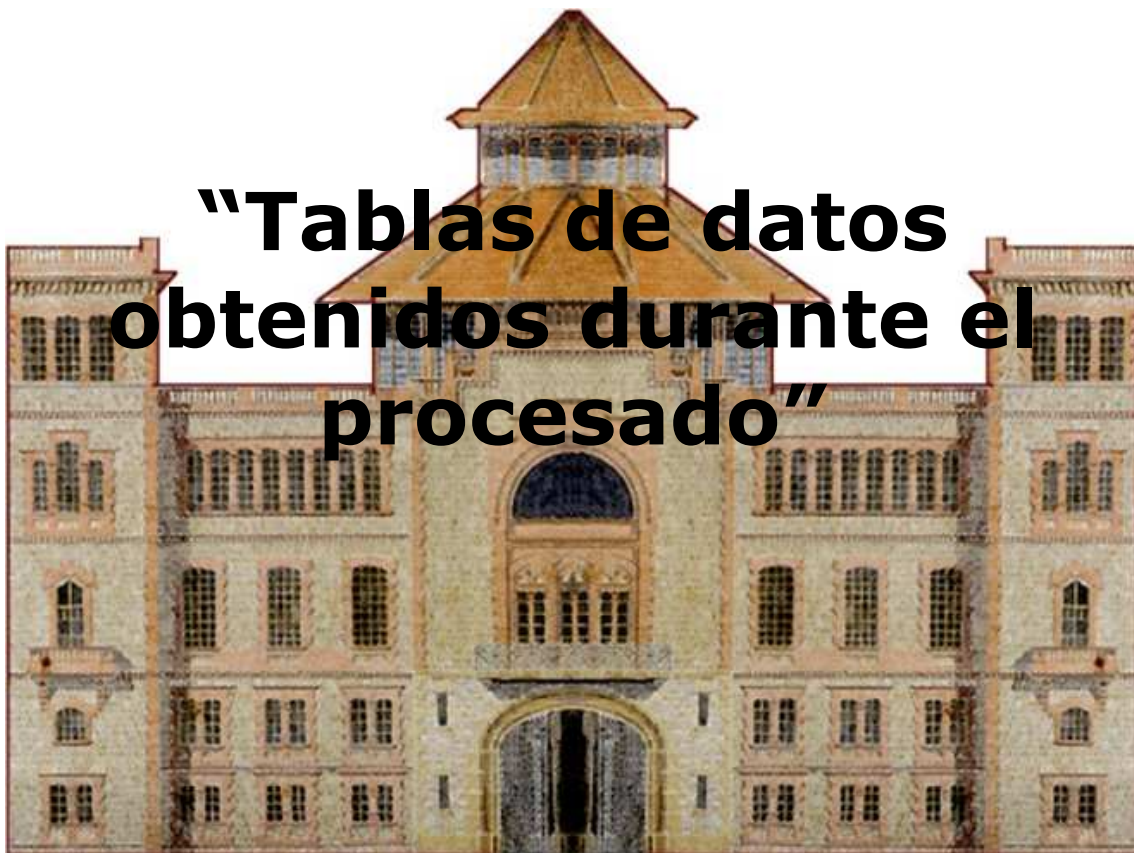 “Tablas de datos
obtenidos durante el
procesado”